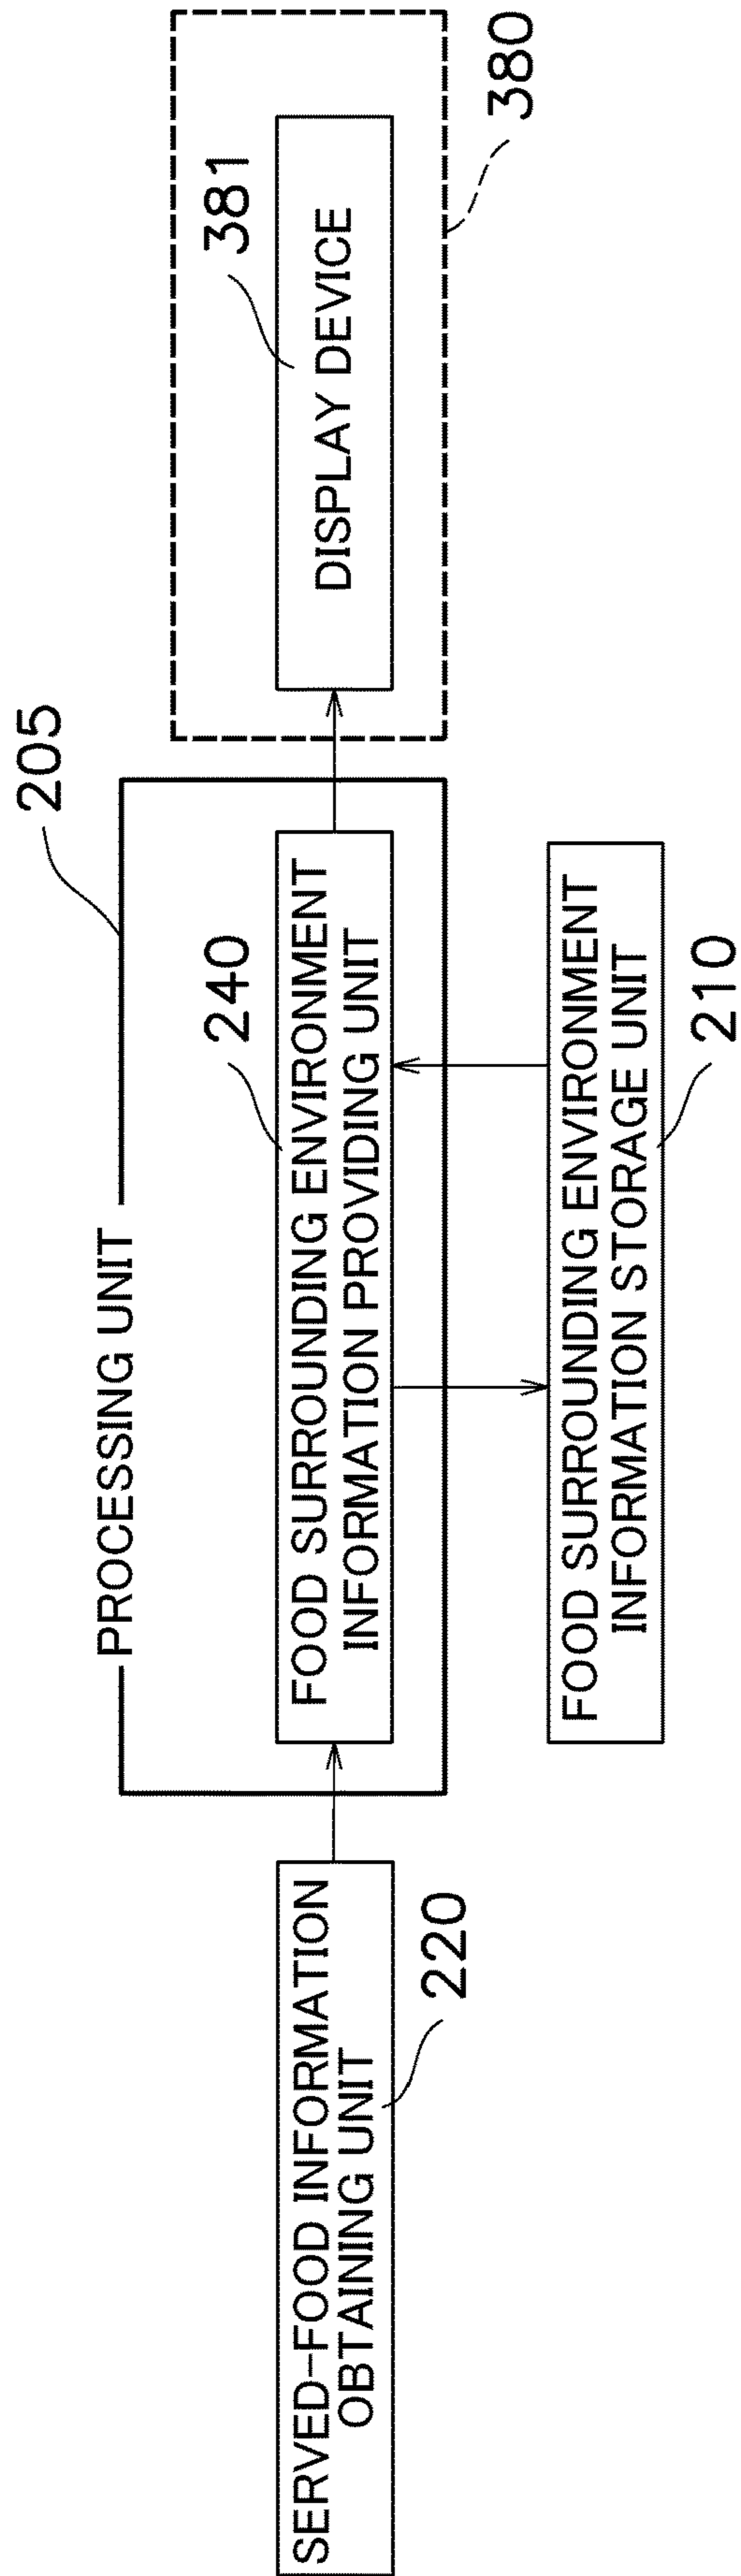 205
PROCESSING UNIT
381
240
SERVED-FOOD INFORMATION
OBTAINING UNIT
FOOD SURROUNDING ENVIRONMENT
INFORMATION PROVIDING UNIT
DISPLAY DEVICE
220
380
FOOD SURROUNDING ENVIRONMENT
INFORMATION STORAGE UNIT
210